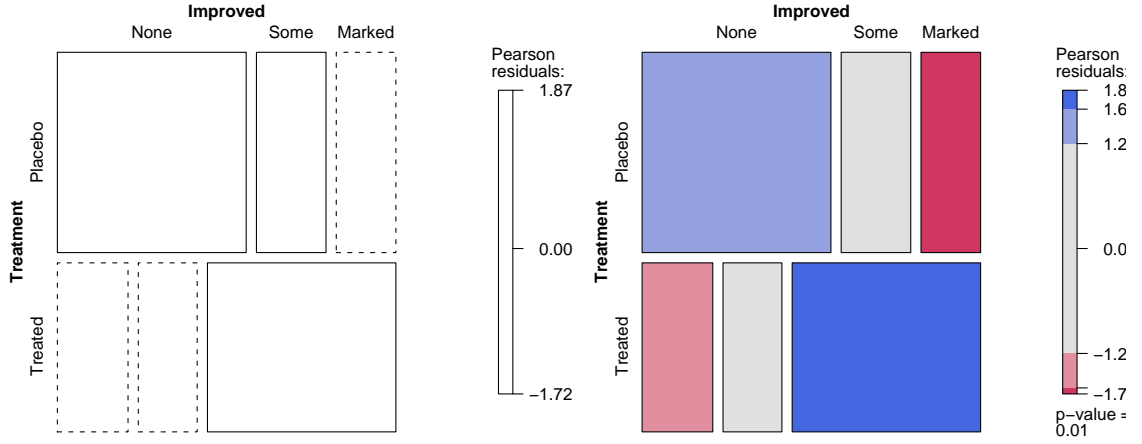 Improved
None Some Marked
Treatment
Placebo
Treated
Pearson
residuals:
1.87
0.00
−1.72
Improved
None Some Marked
Treatment
Placebo
Treated
Pearson
residuals:
1.8
1.6
1.2
0.0
−1.2
−1.7
p−value =
0.01